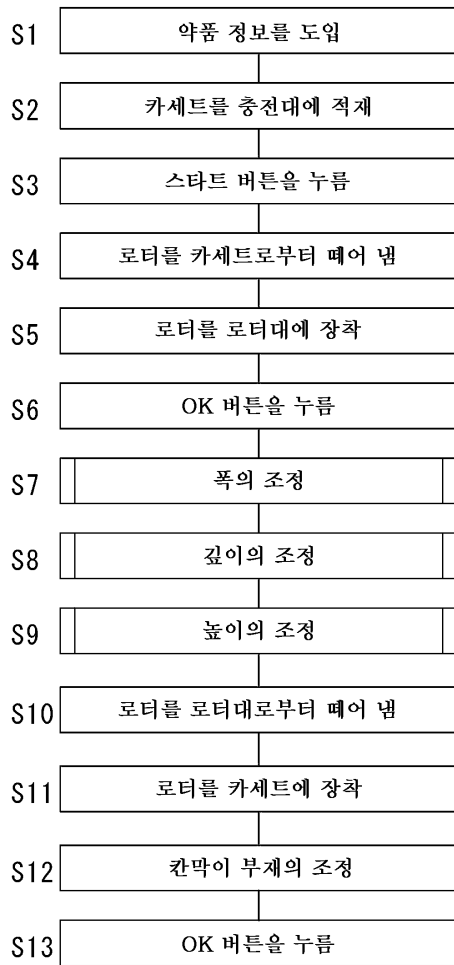 S1 약품 정보를 도입
S2 카세트를 충전대에 적재
S3 스타트 버튼을 누름
S4 로터를 카세트로부터 떼어 냄
S5 로터를 로터대에 장착
S6 OK 버튼을 누름
S7 폭의 조정
S8 깊이의 조정
S9 높이의 조정
S10 로터를 로터대로부터 떼어 냄
S11 로터를 카세트에 장착
S12 칸막이 부재의 조정
S13 OK 버튼을 누름